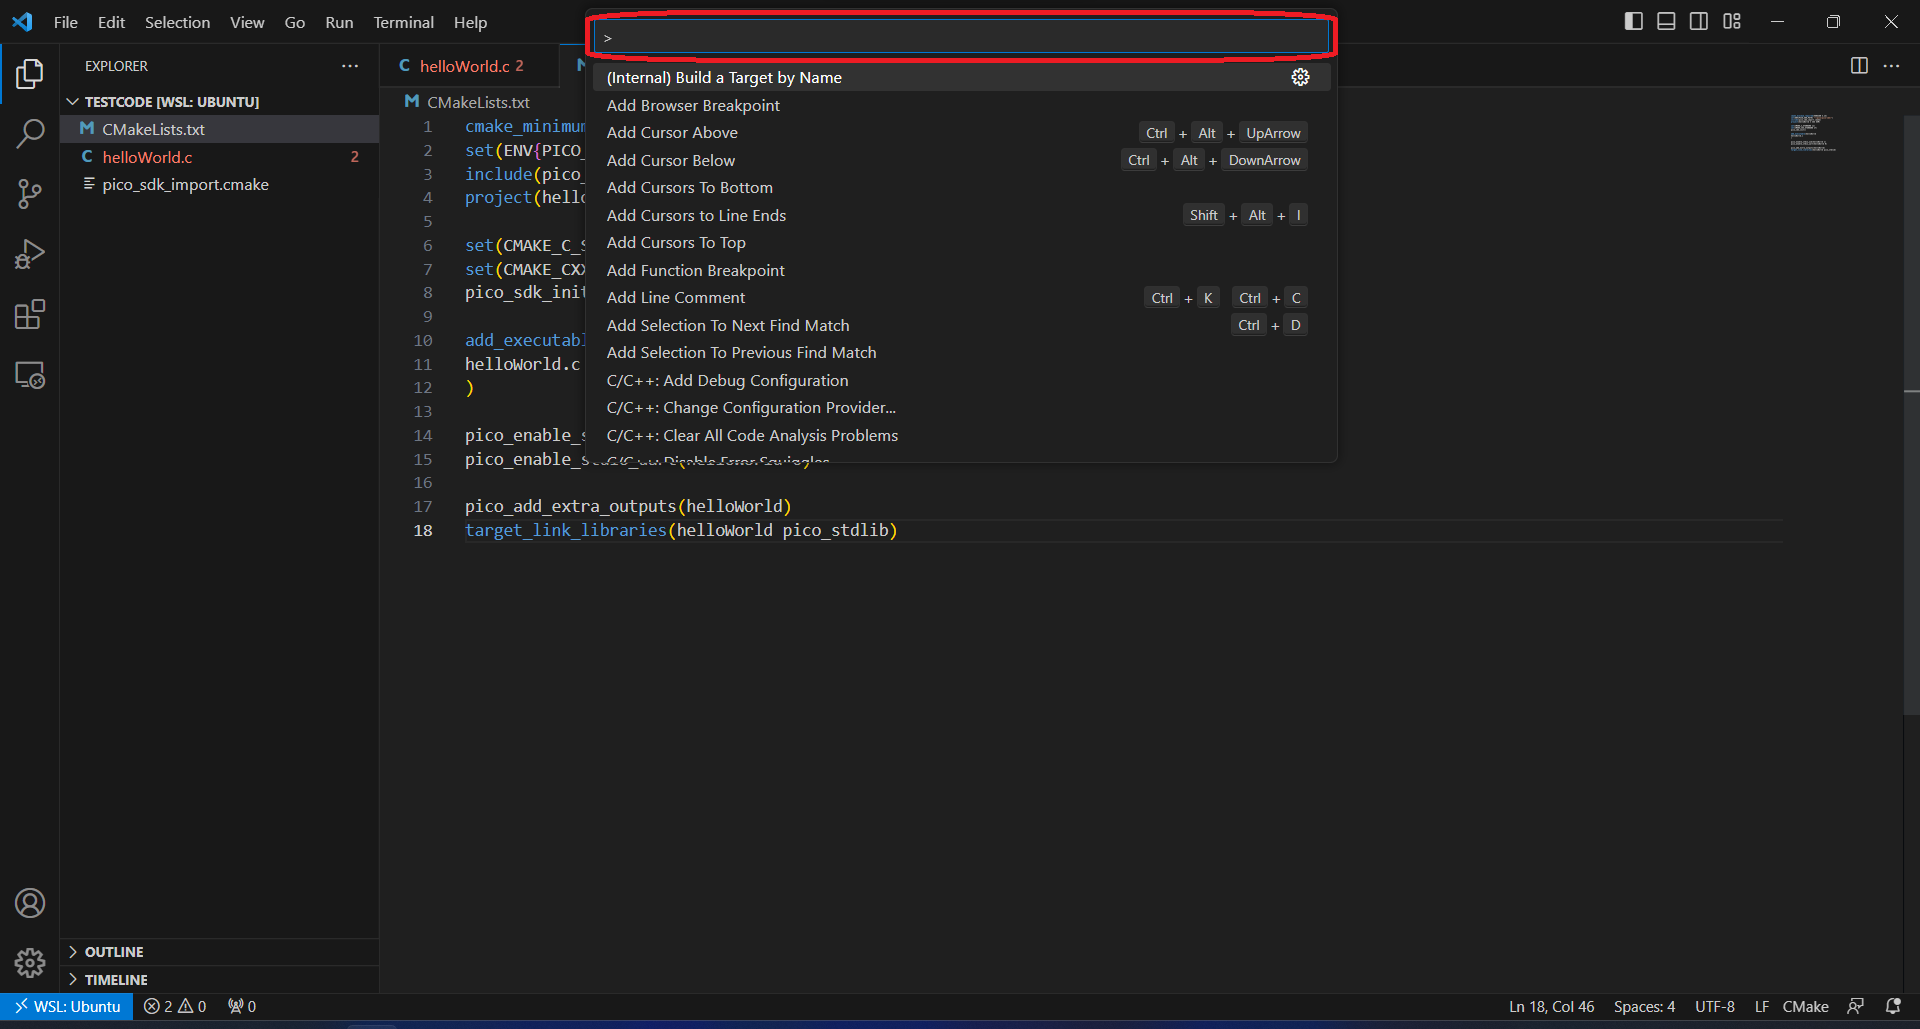 File Edit Selection View Go Run Terminal Help
>
EXPLORER
TESTCODE [WSL: UBUNTU]
CMakeLists.txt
helloWorld.c 2
pico_sdk_import.cmake
OUTLINE
TIMELINE
helloWorld.c 2
CMakeLists.txt
1 cmake_minimum
2 set(ENV{PICO_
3 include(pico_
4 project(hello
5
6 set(CMAKE_C_S
7 set(CMAKE_CXX
8 pico_sdk_init
9
10 add_executabl
11 helloWorld.c
12 )
13
14 pico_enable_s
15 pico_enable_s
16
17 pico_add_extra_outputs(helloWorld)
18 target_link_libraries(helloWorld pico_stdlib)
(Internal) Build a Target by Name
Add Browser Breakpoint
Add Cursor Above Ctrl + Alt + UpArrow
Add Cursor Below Ctrl + Alt + DownArrow
Add Cursors To Bottom
Add Cursors to Line Ends Shift + Alt + I
Add Cursors To Top
Add Function Breakpoint
Add Line Comment Ctrl + K Ctrl + C
Add Selection To Next Find Match Ctrl + D
Add Selection To Previous Find Match
C/C++: Add Debug Configuration
C/C++: Change Configuration Provider...
C/C++: Clear All Code Analysis Problems
C/C++: Disable Error Squiggles
WSL: Ubuntu 2 0 0 Ln 18, Col 46 Spaces: 4 UTF-8 LF CMake